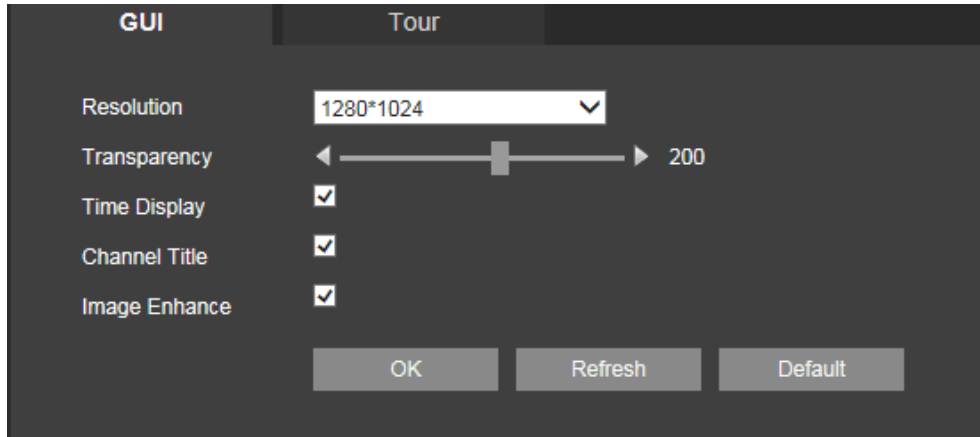 GUI Tour
Resolution 1280*1024
Transparency 200
Time Display
Channel Title
Image Enhance
OK Refresh Default